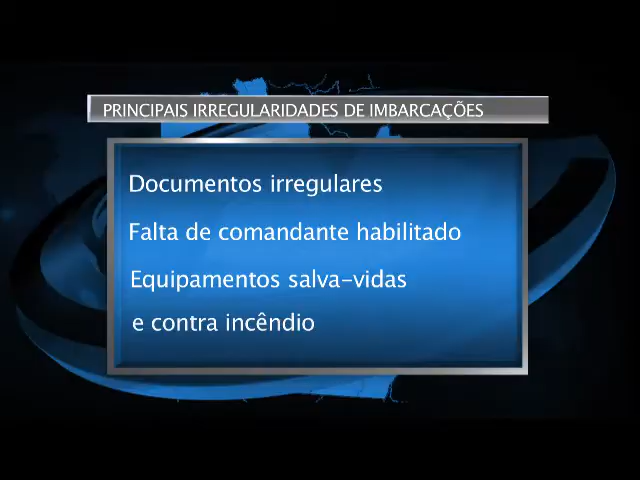 PRINCIPAIS IRREGULARIDADES DE IMBARCAÇÕES
Documentos irregulares
Falta de comandante habilitado
Equipamentos salva-vidas
e contra incêndio